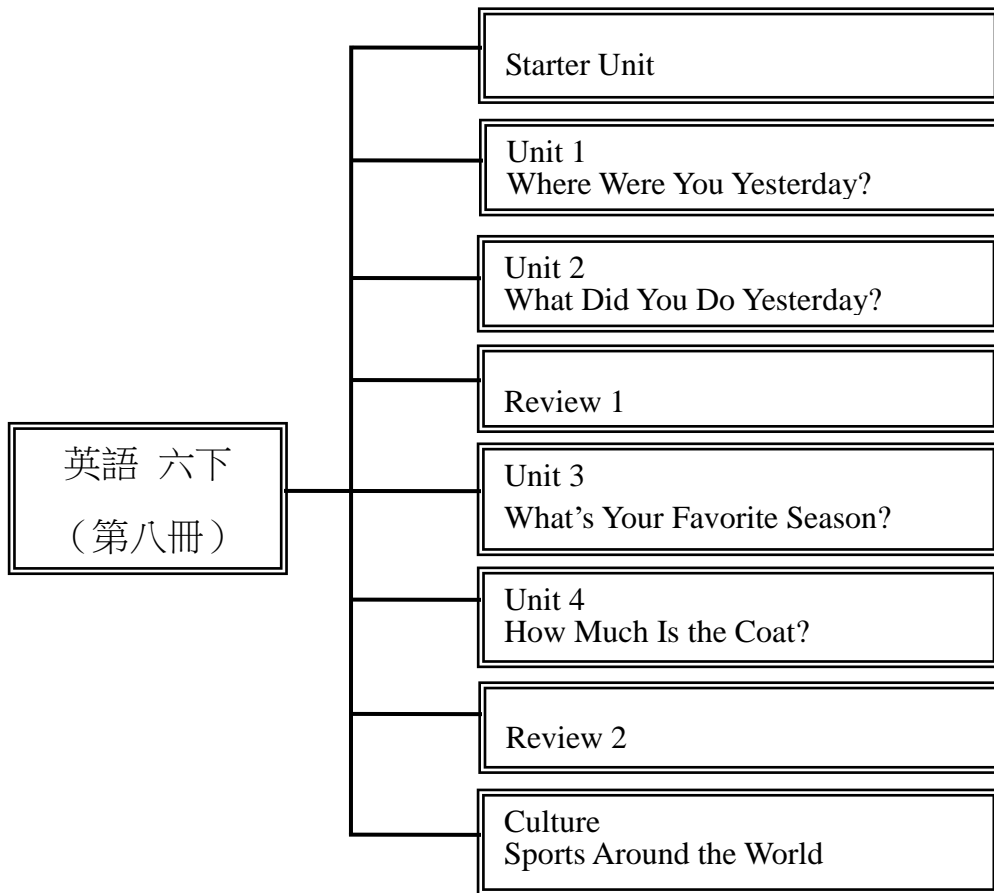 Starter Unit
Unit 1
Where Were You Yesterday?
Unit 2
What Did You Do Yesterday?
Review 1
英語 六下
（第八冊）
Unit 3
What’s Your Favorite Season?
Unit 4
How Much Is the Coat?
Review 2
Culture
Sports Around the World